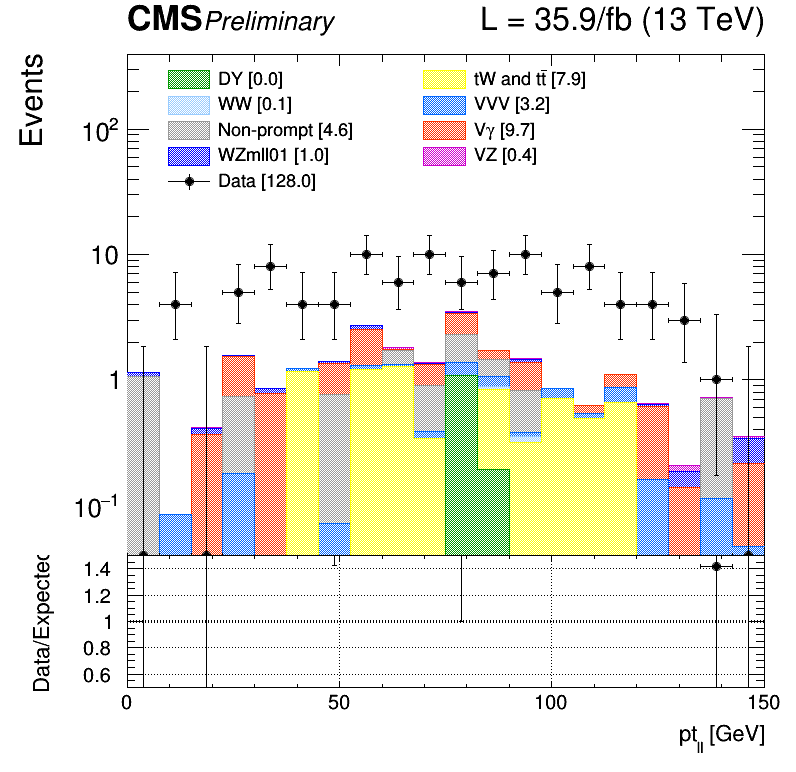 CMS Preliminary L = 35.9/fb (13 TeV)
Events
DY [0.0]
WW [0.1]
Non-prompt [4.6]
WZmll01 [1.0]
Data [128.0]
tW and tt̄ [7.9]
VVV [3.2]
Vγ [9.7]
VZ [0.4]
10²
10
1
10⁻¹
Data/Expected
1.4
1.2
1
0.8
0.6
0 50 100 150
pt_ll [GeV]